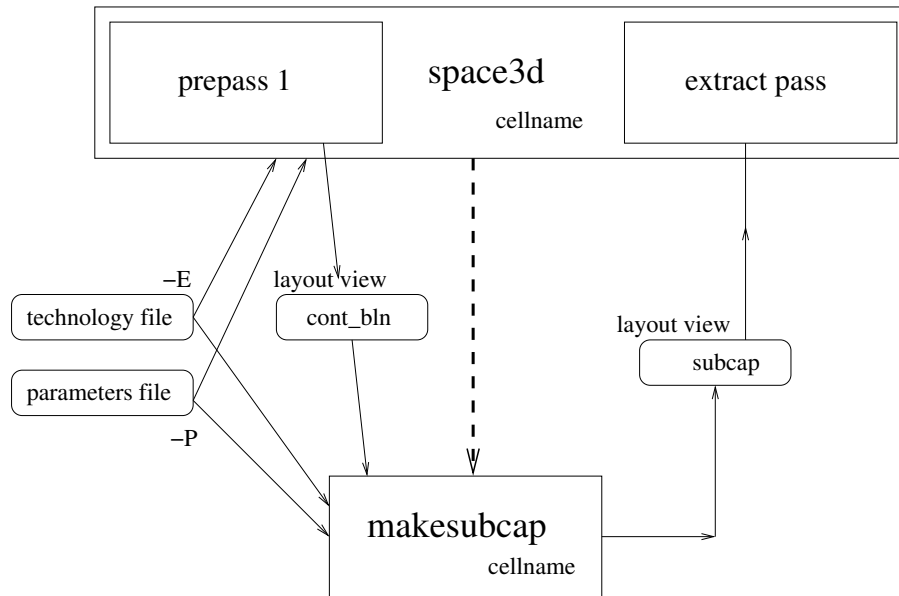 prepass 1
space3d
cellname
extract pass
–E
layout view
technology file
cont_bln
layout view
subcap
parameters file
–P
makesubcap
cellname